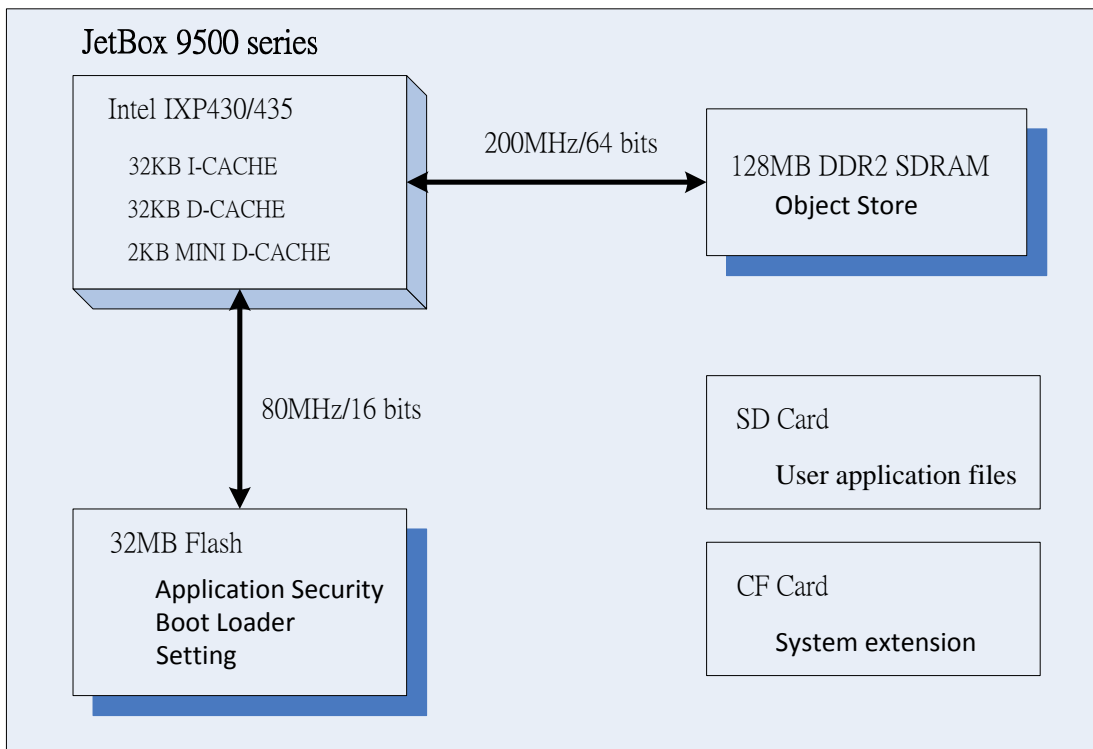 JetBox 9500 series
Intel IXP430/435
32KB I-CACHE
32KB D-CACHE
2KB MINI D-CACHE
200MHz/64 bits
128MB DDR2 SDRAM
Object Store
80MHz/16 bits
SD Card
User application files
32MB Flash
Application Security
Boot Loader
Setting
CF Card
System extension